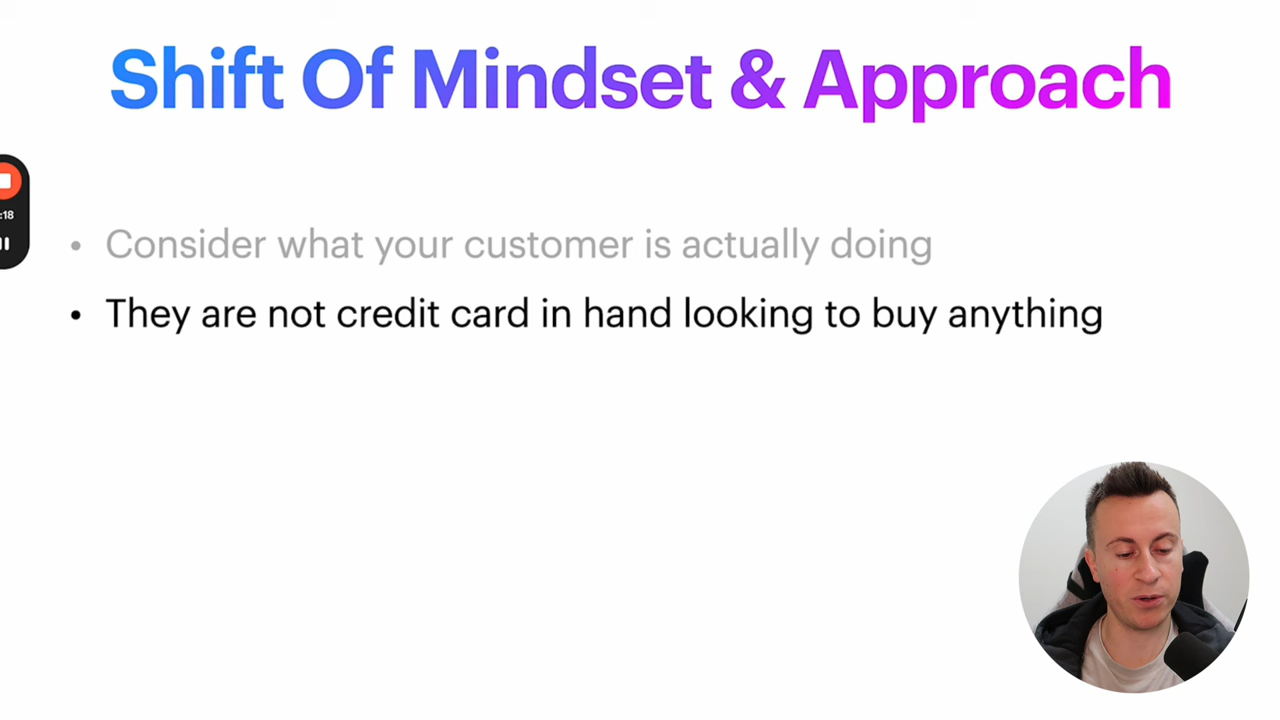 Shift Of Mindset & Approach
:18
• Consider what your customer is actually doing
• They are not credit card in hand looking to buy anything